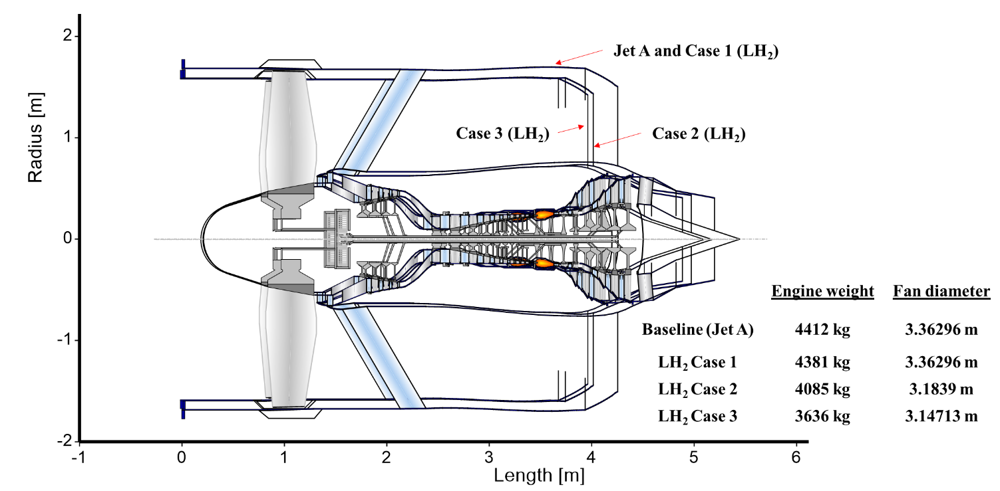 2
Jet A and Case 1 (LH₂)
Radius [m]
1
Case 3 (LH₂)
Case 2 (LH₂)
0
Engine weight Fan diameter
Baseline (Jet A) 4412 kg 3.36296 m
-1
LH₂ Case 1 4381 kg 3.36296 m
LH₂ Case 2 4085 kg 3.1839 m
LH₂ Case 3 3636 kg 3.14713 m
-2
-1 0 1 2 3 4 5 6
Length [m]